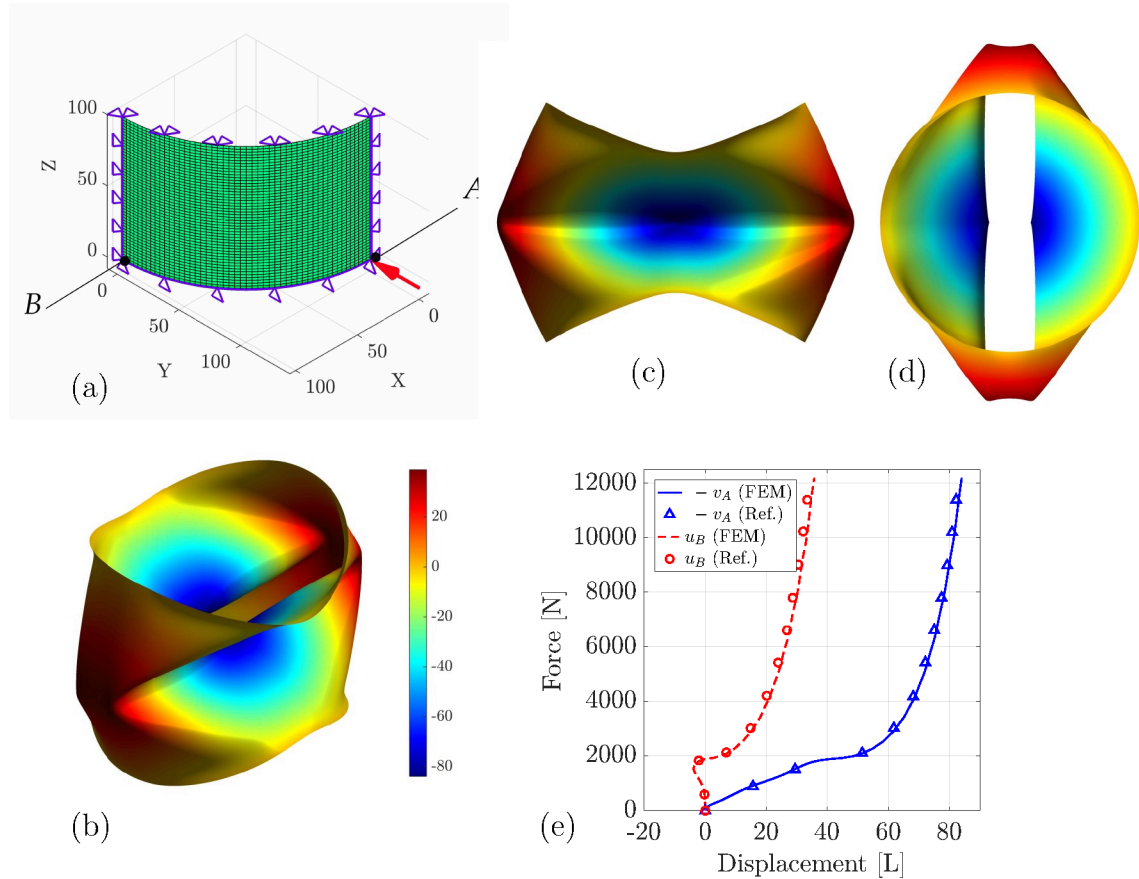 100
50
0
Z
A
B
0
50
100
Y
0
50
100
X
(a)
(c)
(d)
20
0
-20
-40
-60
-80
(b)
12000
10000
8000
6000
4000
2000
0
Force [N]
− v_A (FEM)
− v_A (Ref.)
u_B (FEM)
u_B (Ref.)
-20 0 20 40 60 80
Displacement [L]
(e)